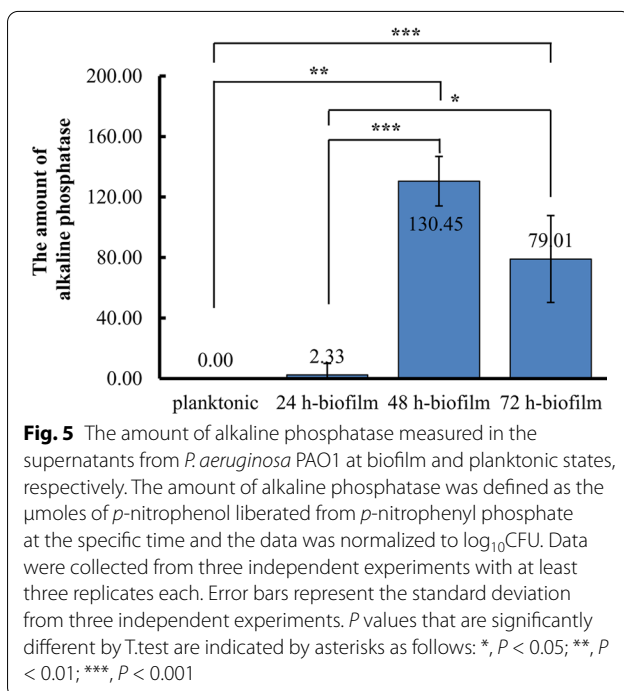 ***
200.00
**
160.00
*
***
120.00
130.45
80.00
79.01
40.00
0.00
2.33
0.00
The amount of
alkaline phosphatase
planktonic 24 h-biofilm 48 h-biofilm 72 h-biofilm
Fig. 5 The amount of alkaline phosphatase measured in the
supernatants from P. aeruginosa PAO1 at biofilm and planktonic states,
respectively. The amount of alkaline phosphatase was defined as the
µmoles of p-nitrophenol liberated from p-nitrophenyl phosphate
at the specific time and the data was normalized to log10CFU. Data
were collected from three independent experiments with at least
three replicates each. Error bars represent the standard deviation
from three independent experiments. P values that are significantly
different by T.test are indicated by asterisks as follows: *, P < 0.05; **, P
< 0.01; ***, P < 0.001